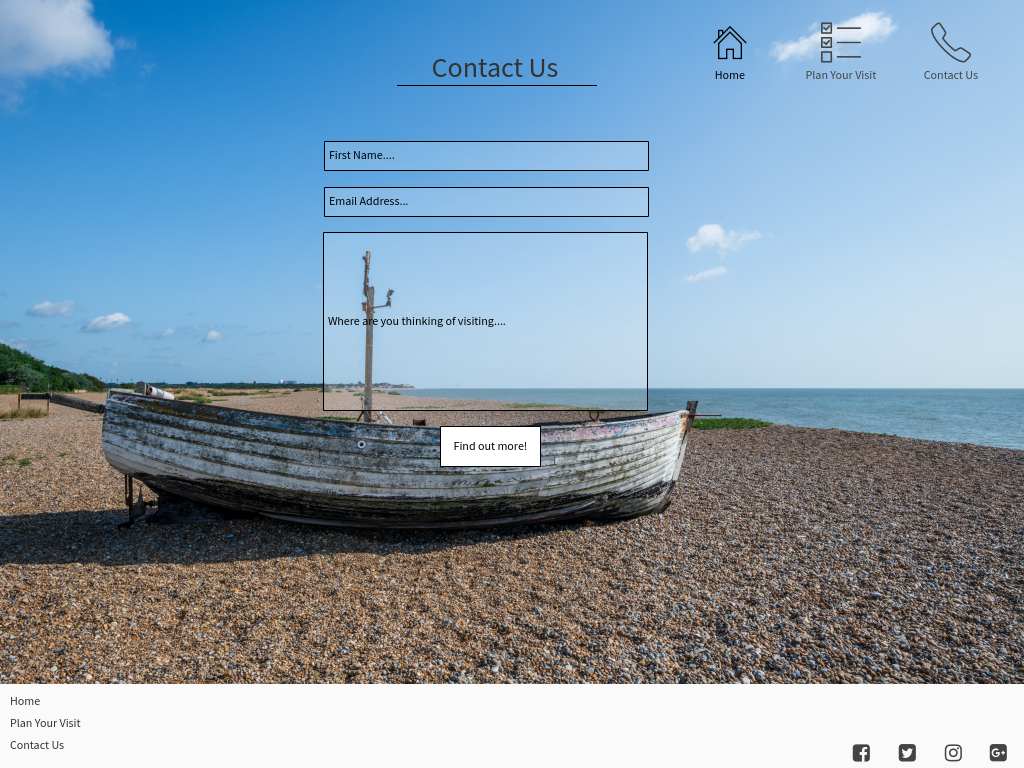 Contact Us
Home
Plan Your Visit
Contact Us
First Name....
Email Address...
Where are you thinking of visiting....
Find out more!
Home
Plan Your Visit
Contact Us